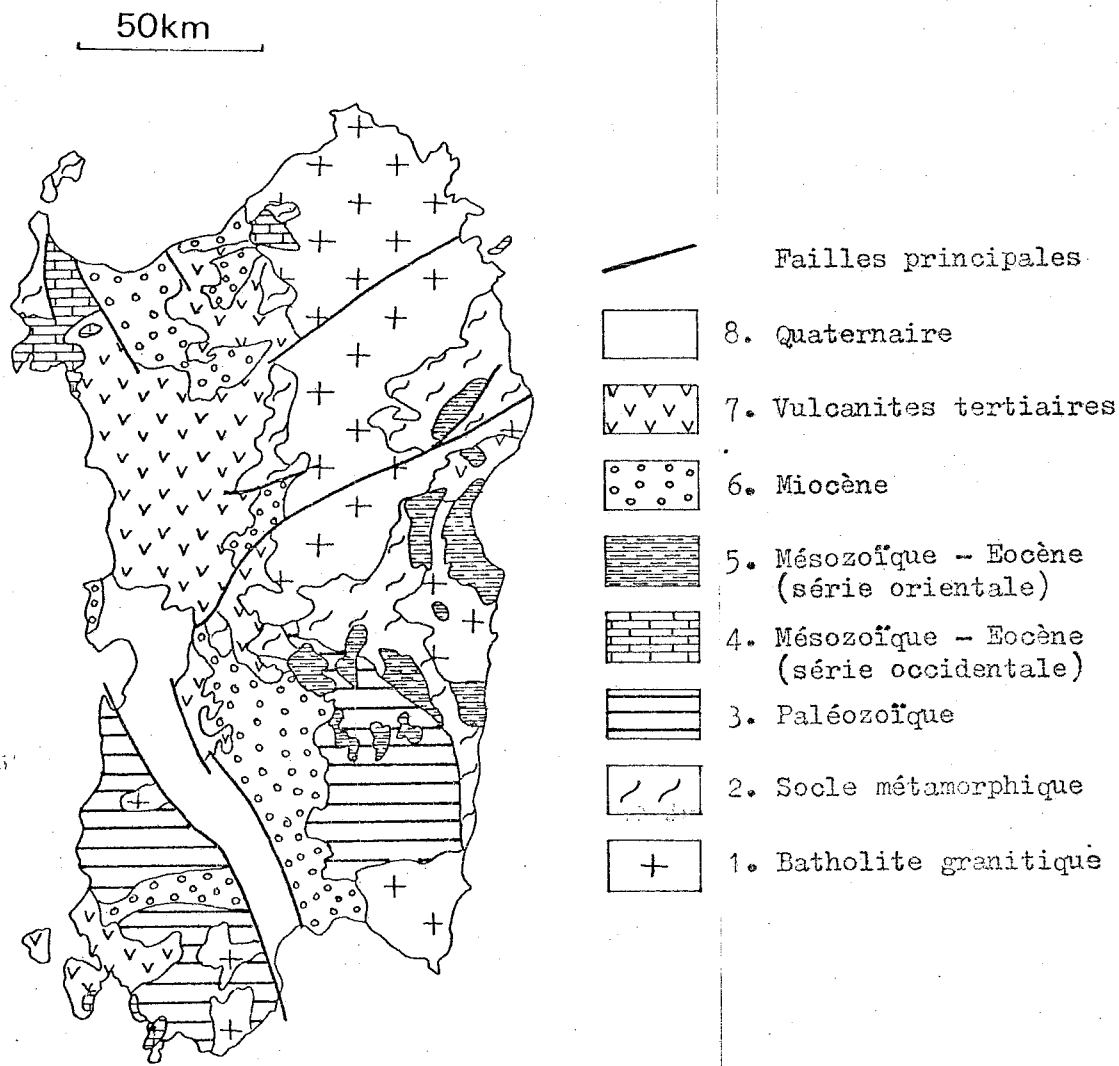 50km
Failles principales
8. Quaternaire
7. Vulcanites tertiaires
6. Miocène
5. Mésozoïque - Eocène
(série orientale)
4. Mésozoïque - Eocène
(série occidentale)
3. Paléozoïque
2. Socle métamorphique
1. Batholite granitique